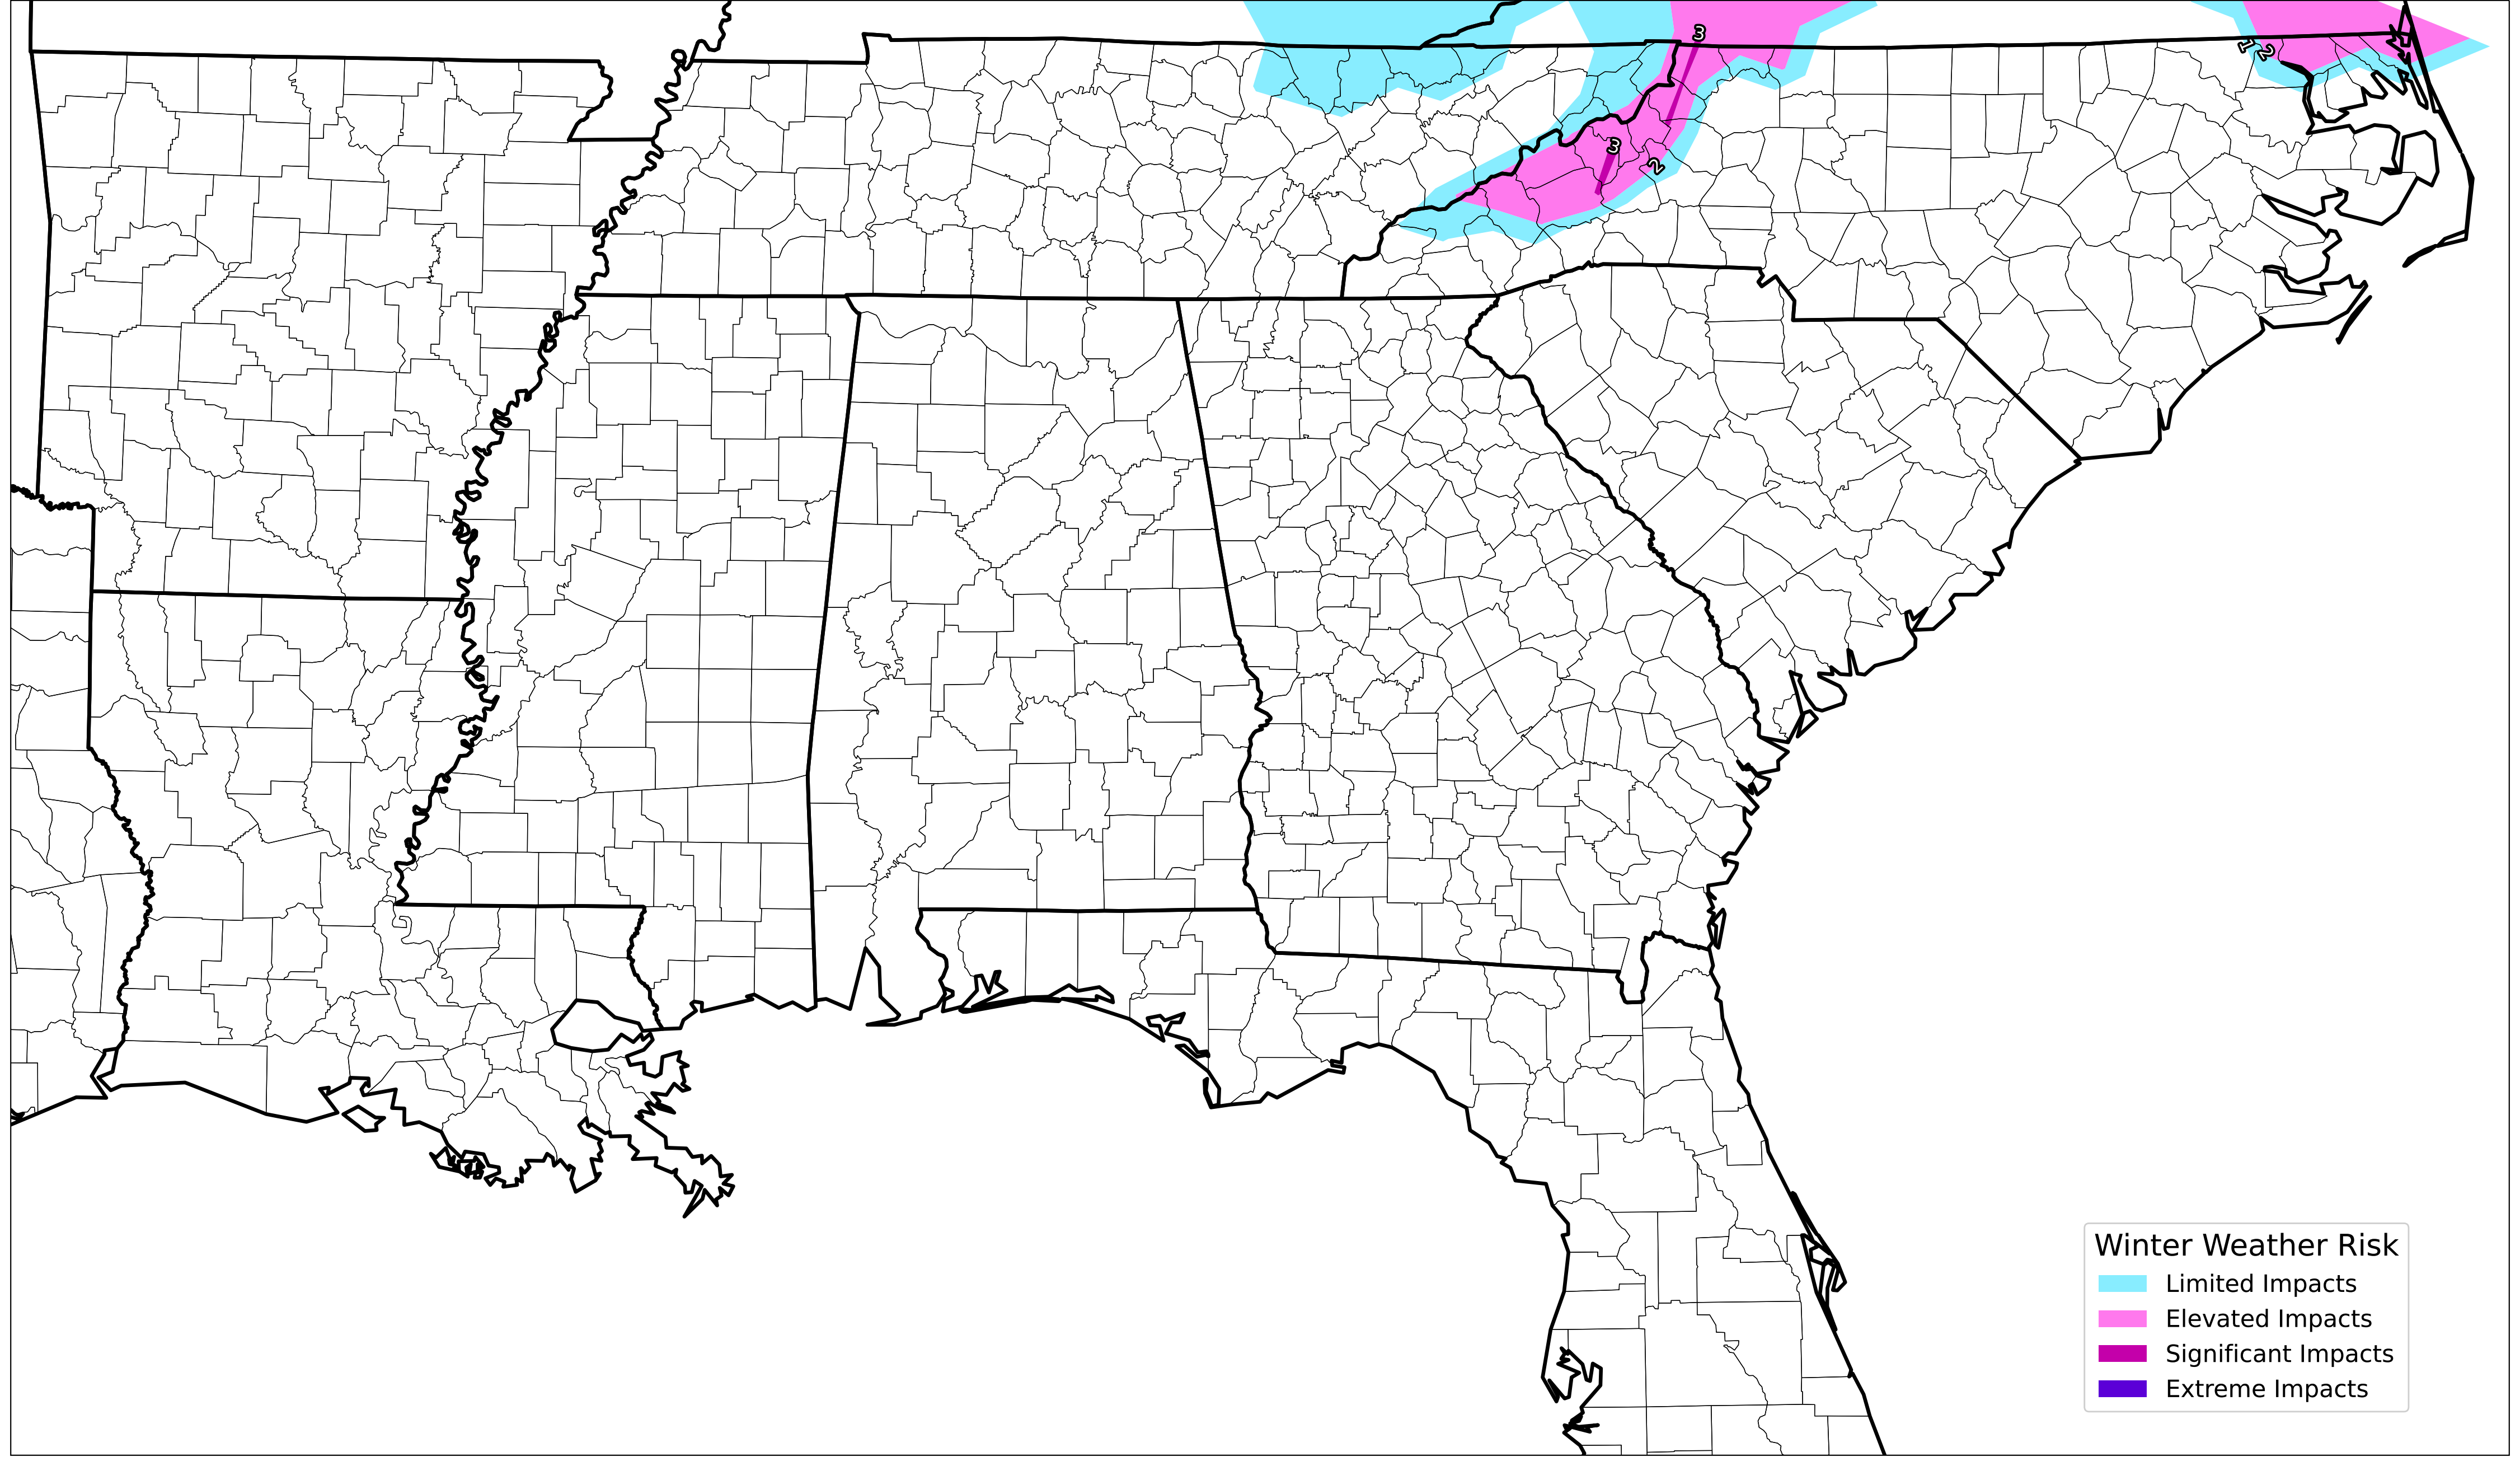 3
1
2
3
2
Winter Weather Risk
Limited Impacts
Elevated Impacts
Significant Impacts
Extreme Impacts